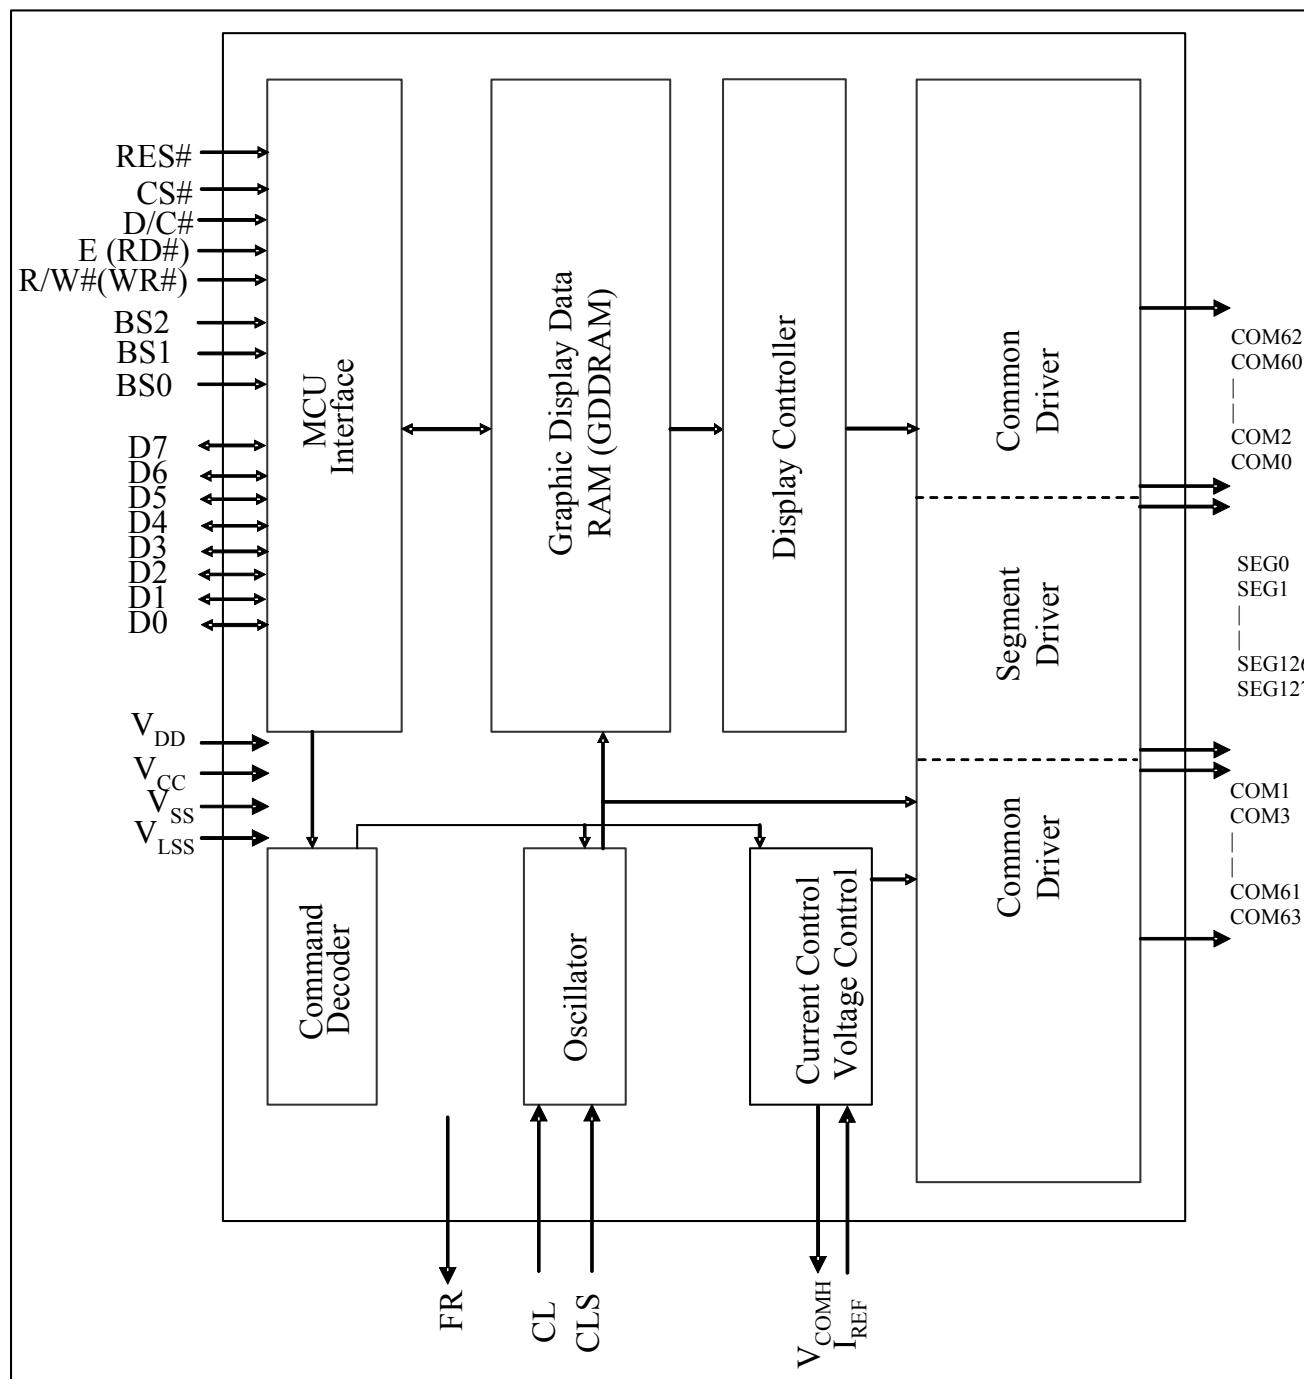 RES#
CS#
D/C#
E (RD#)
R/W#(WR#)
BS2
BS1
BS0
D7
D6
D5
D4
D3
D2
D1
D0
VDD
VCC
VSS
VLSS
MCU
Interface
Graphic Display Data
RAM (GDDRAM)
Display Controller
Common
Driver
Segment
Driver
Common
Driver
Command
Decoder
Oscillator
Current Control
Voltage Control
COM62
COM60
|
|
COM2
COM0
SEG0
SEG1
|
|
SEG126
SEG127
COM1
COM3
|
|
COM61
COM63
FR
CL
CLS
VCOMH
IREF